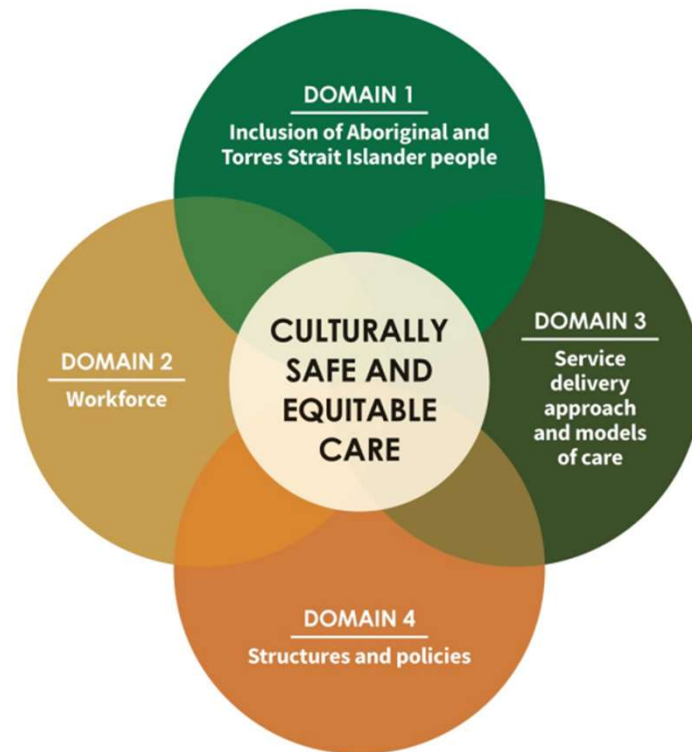 DOMAIN 1
Inclusion of Aboriginal and
Torres Strait Islander people
DOMAIN 2
Workforce
CULTURALLY
SAFE AND
EQUITABLE
CARE
DOMAIN 3
Service
delivery
approach
and models
of care
DOMAIN 4
Structures and policies